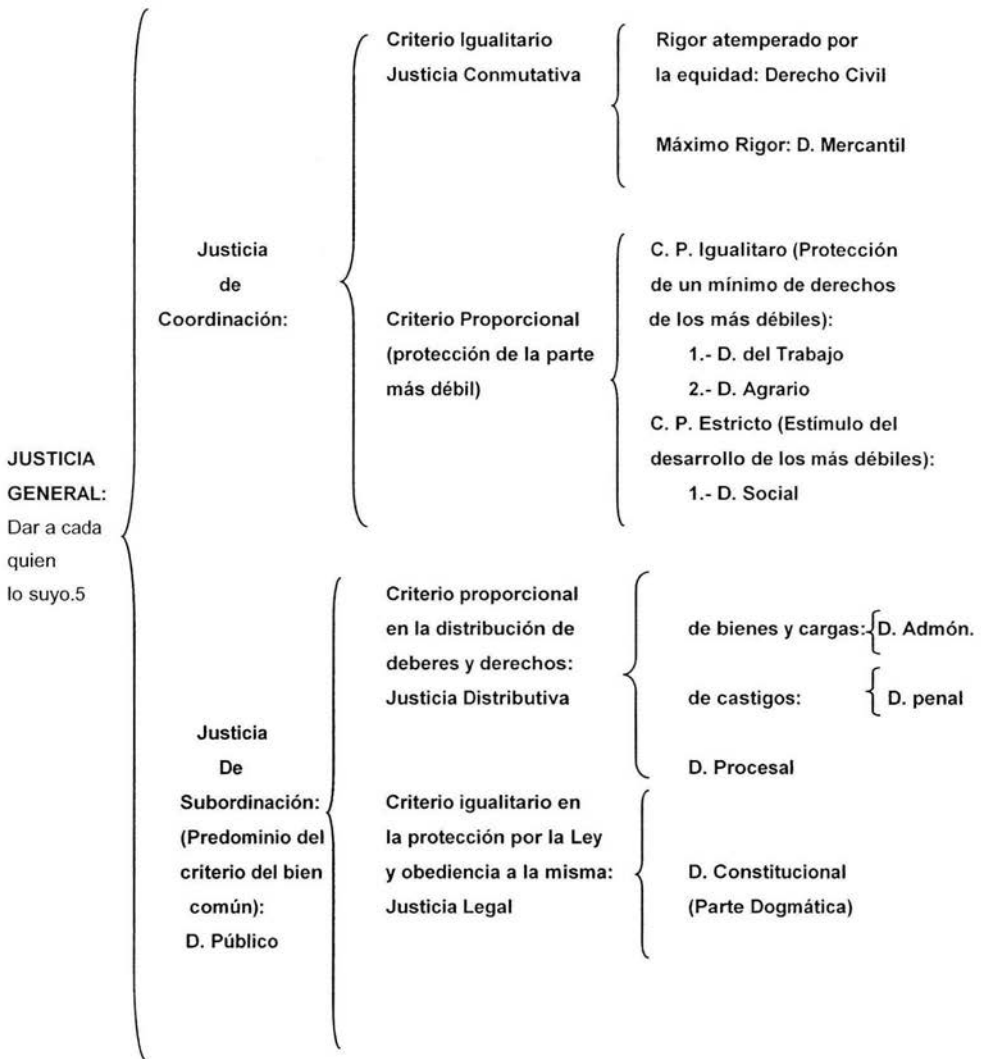 JUSTICIA
GENERAL:
Dar a cada
quien
lo suyo.5
Justicia
de
Coordinación:
Criterio Igualitario
Justicia Conmutativa
Rigor atemperado por
la equidad: Derecho Civil
Máximo Rigor: D. Mercantil
Criterio Proporcional
(protección de la parte
más débil)
C. P. Igualitaro (Protección
de un mínimo de derechos
de los más débiles):
1.- D. del Trabajo
2.- D. Agrario
C. P. Estricto (Estímulo del
desarrollo de los más débiles):
1.- D. Social
Justicia
De
Subordinación:
(Predominio del
criterio del bien
común):
D. Público
Criterio proporcional
en la distribución de
deberes y derechos:
Justicia Distributiva
de bienes y cargas: D. Admón.
de castigos: D. penal
D. Procesal
Criterio igualitario en
la protección por la Ley
y obediencia a la misma:
Justicia Legal
D. Constitucional
(Parte Dogmática)